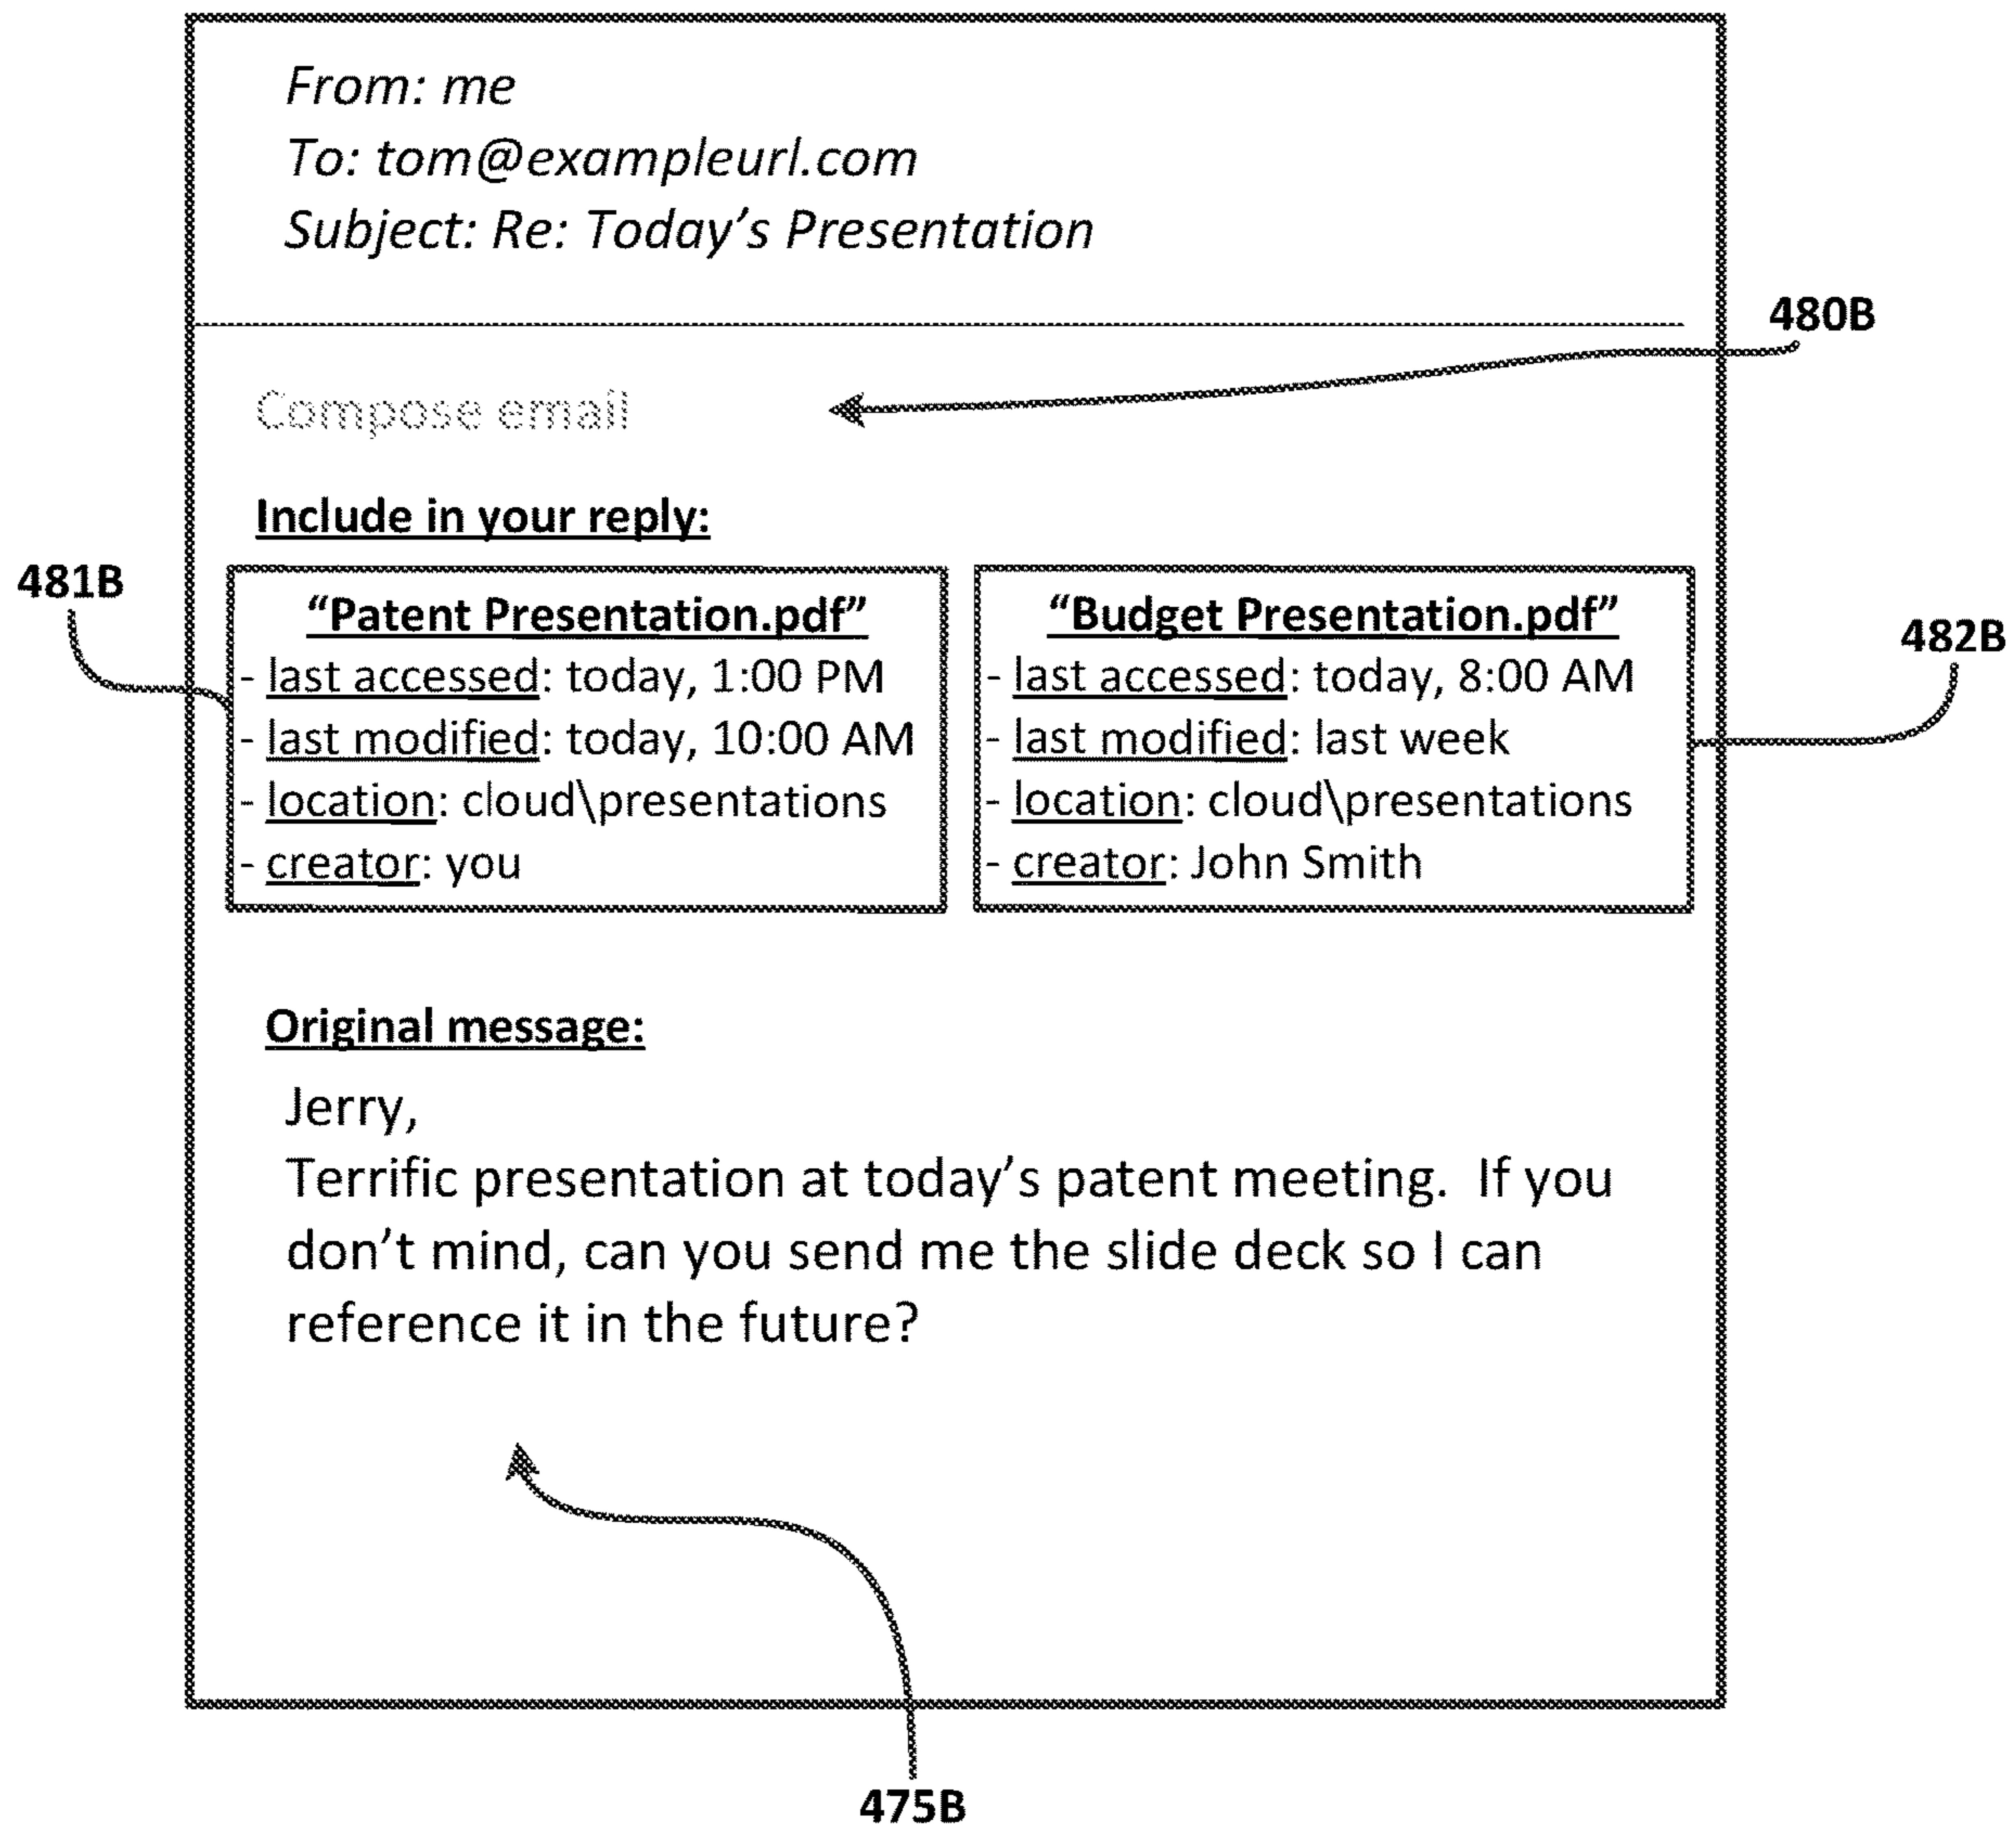 From: me
To: tom@exampleurl.com
Subject: Re: Today’s Presentation
480B
Compose email
Include in your reply:
481B
“Patent Presentation.pdf”
- last accessed: today, 1:00 PM
- last modified: today, 10:00 AM
- location: cloud\presentations
- creator: you
“Budget Presentation.pdf”
- last accessed: today, 8:00 AM
- last modified: last week
- location: cloud\presentations
- creator: John Smith
482B
Original message:
Jerry,
Terrific presentation at today’s patent meeting.  If you
don’t mind, can you send me the slide deck so I can
reference it in the future?
475B